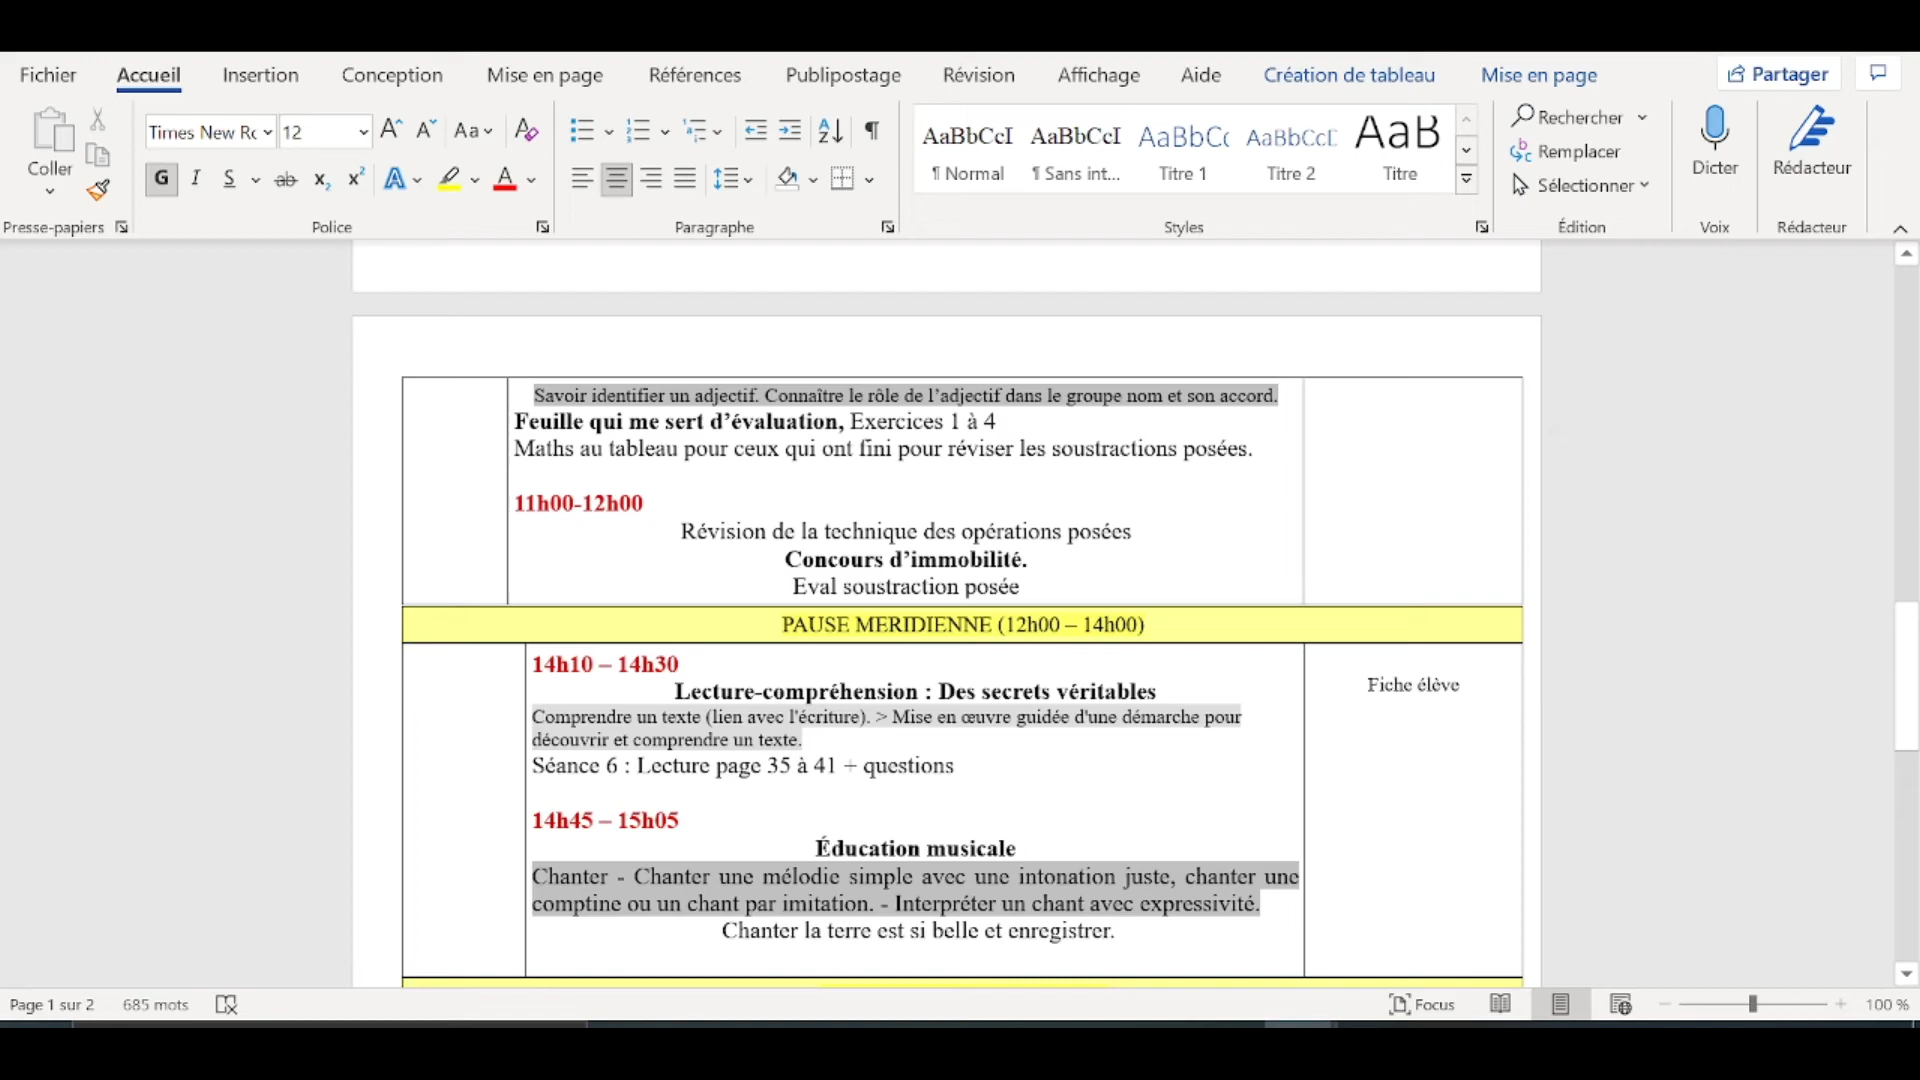 Fichier Accueil Insertion Conception Mise en page Références Publipostage Révision Affichage Aide Création de tableau Mise en page Partager
Times New Rc 12 Aa
Coller
G I S ab x₂ x² A A
Presse-papiers Police Paragraphe
AaBbCcI AaBbCcI AaBbCc AaBbCcD AaB
¶ Normal ¶ Sans int... Titre 1 Titre 2 Titre
Styles
Rechercher
Remplacer
Sélectionner
Édition
Dicter
Voix
Rédacteur
Rédacteur
Savoir identifier un adjectif. Connaître le rôle de l’adjectif dans le groupe nom et son accord.
Feuille qui me sert d’évaluation, Exercices 1 à 4
Maths au tableau pour ceux qui ont fini pour réviser les soustractions posées.
11h00-12h00
Révision de la technique des opérations posées
Concours d’immobilité.
Eval soustraction posée
PAUSE MERIDIENNE (12h00 – 14h00)
14h10 – 14h30
Lecture-compréhension : Des secrets véritables
Comprendre un texte (lien avec l'écriture). > Mise en œuvre guidée d'une démarche pour
découvrir et comprendre un texte.
Séance 6 : Lecture page 35 à 41 + questions
Fiche élève
14h45 – 15h05
Éducation musicale
Chanter - Chanter une mélodie simple avec une intonation juste, chanter une
comptine ou un chant par imitation. - Interpréter un chant avec expressivité.
Chanter la terre est si belle et enregistrer.
Page 1 sur 2 685 mots Focus 100 %